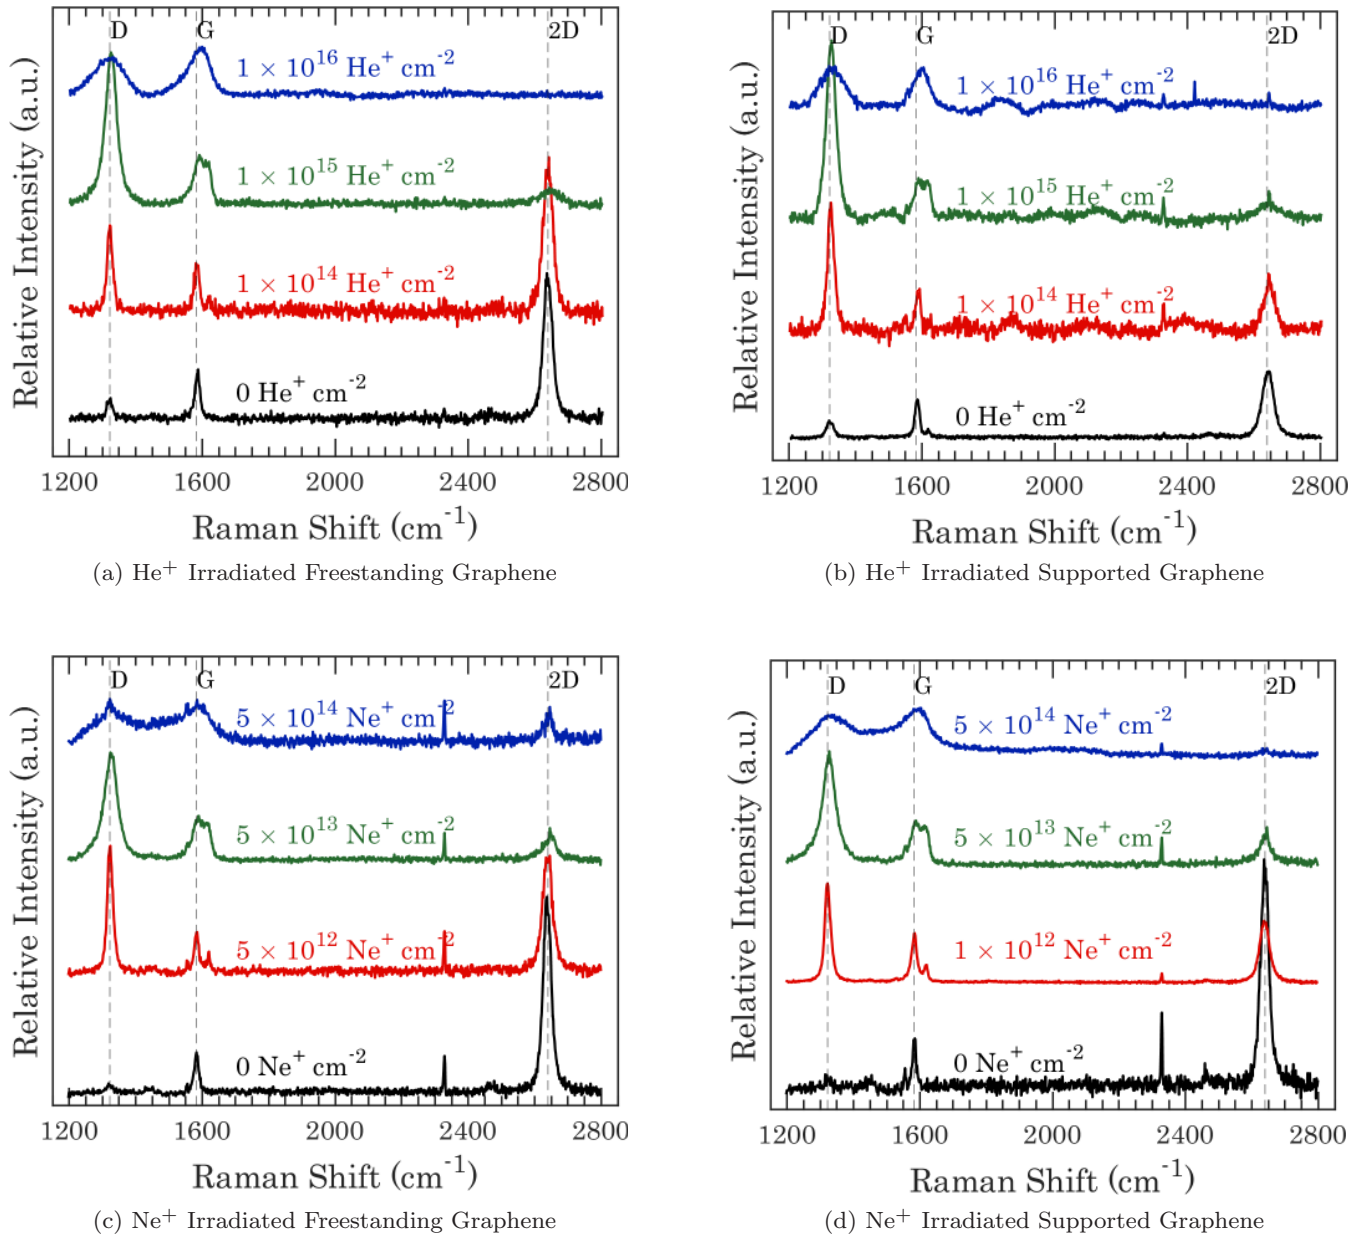 D G 2D
1 × 10^16 He^+ cm^-2
1 × 10^15 He^+ cm^-2
1 × 10^14 He^+ cm^-2
0 He^+ cm^-2
Relative Intensity (a.u.)
1200 1600 2000 2400 2800
Raman Shift (cm^-1)
(a) He^+ Irradiated Freestanding Graphene
D G 2D
1 × 10^16 He^+ cm^-2
1 × 10^15 He^+ cm^-2
1 × 10^14 He^+ cm^-2
0 He^+ cm^-2
Relative Intensity (a.u.)
1200 1600 2000 2400 2800
Raman Shift (cm^-1)
(b) He^+ Irradiated Supported Graphene
D G 2D
5 × 10^14 Ne^+ cm^-2
5 × 10^13 Ne^+ cm^-2
5 × 10^12 Ne^+ cm^-2
0 Ne^+ cm^-2
Relative Intensity (a.u.)
1200 1600 2000 2400 2800
Raman Shift (cm^-1)
(c) Ne^+ Irradiated Freestanding Graphene
D G 2D
5 × 10^14 Ne^+ cm^-2
5 × 10^13 Ne^+ cm^-2
1 × 10^12 Ne^+ cm^-2
0 Ne^+ cm^-2
Relative Intensity (a.u.)
1200 1600 2000 2400 2800
Raman Shift (cm^-1)
(d) Ne^+ Irradiated Supported Graphene